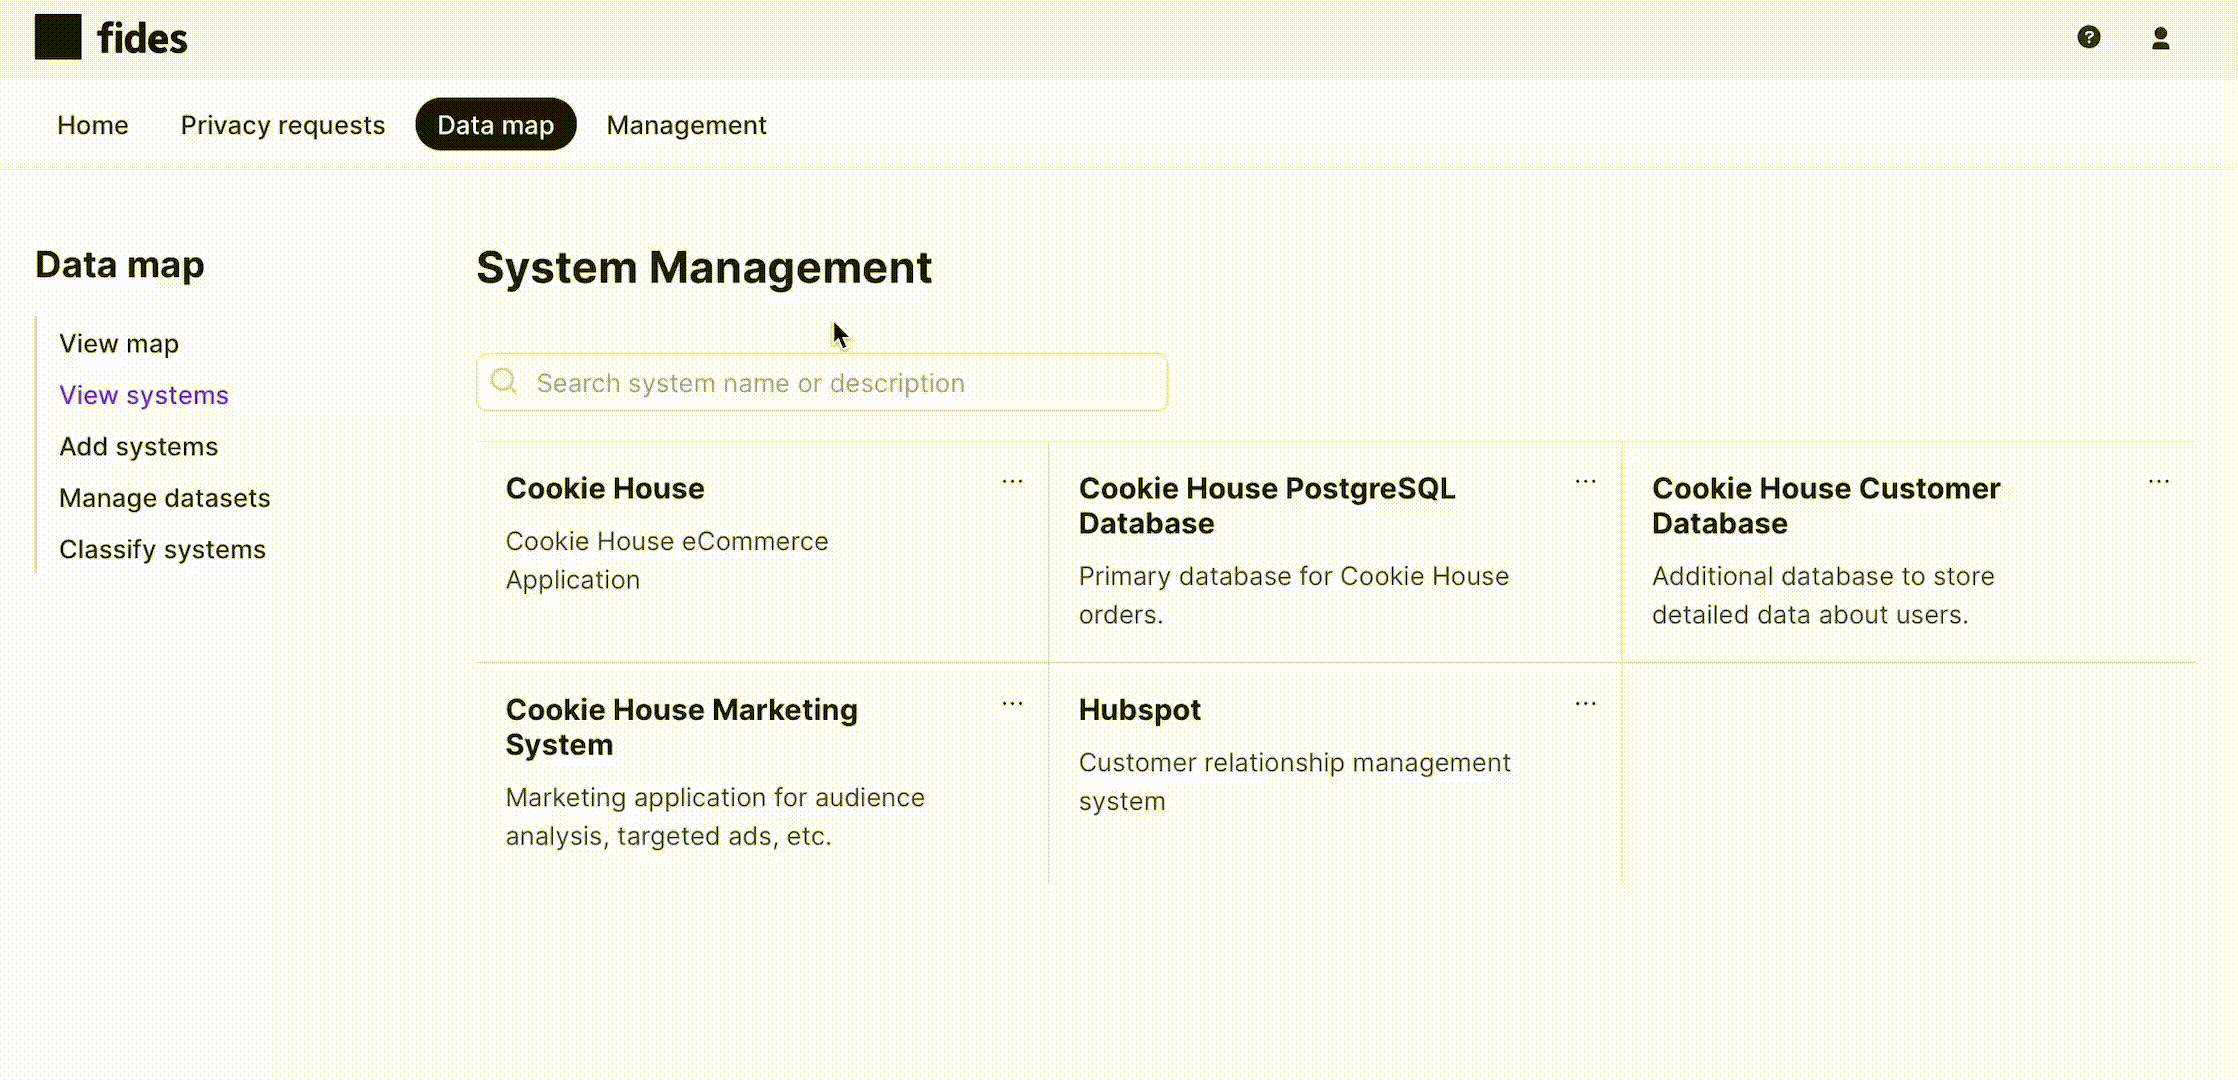 fides
Home
Privacy requests
Data map
Management
Data map
View map
View systems
Add systems
Manage datasets
Classify systems
System Management
Search system name or description
Cookie House
...
Cookie House eCommerce
Application
Cookie House PostgreSQL
Database
...
Primary database for Cookie House
orders.
Cookie House Customer
Database
...
Additional database to store
detailed data about users.
Cookie House Marketing
System
...
Marketing application for audience
analysis, targeted ads, etc.
Hubspot
...
Customer relationship management
system